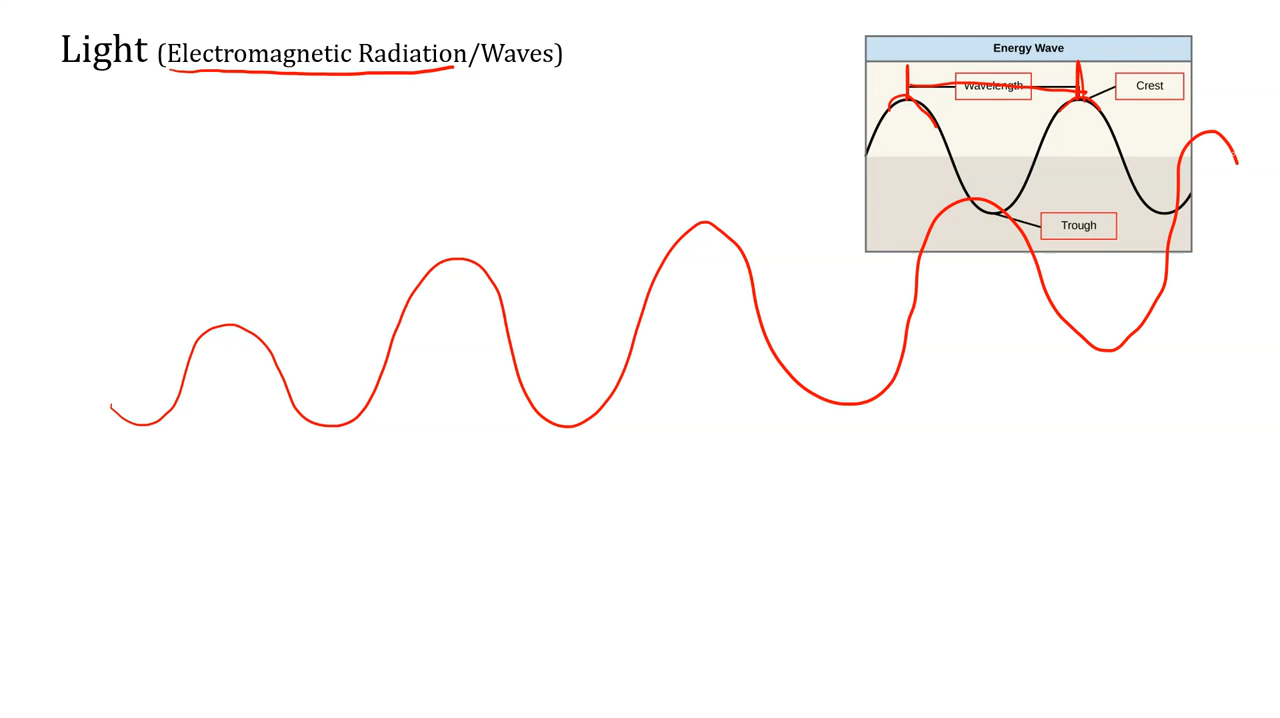 Light (Electromagnetic Radiation/Waves)
Energy Wave
Wavelength
Crest
Trough